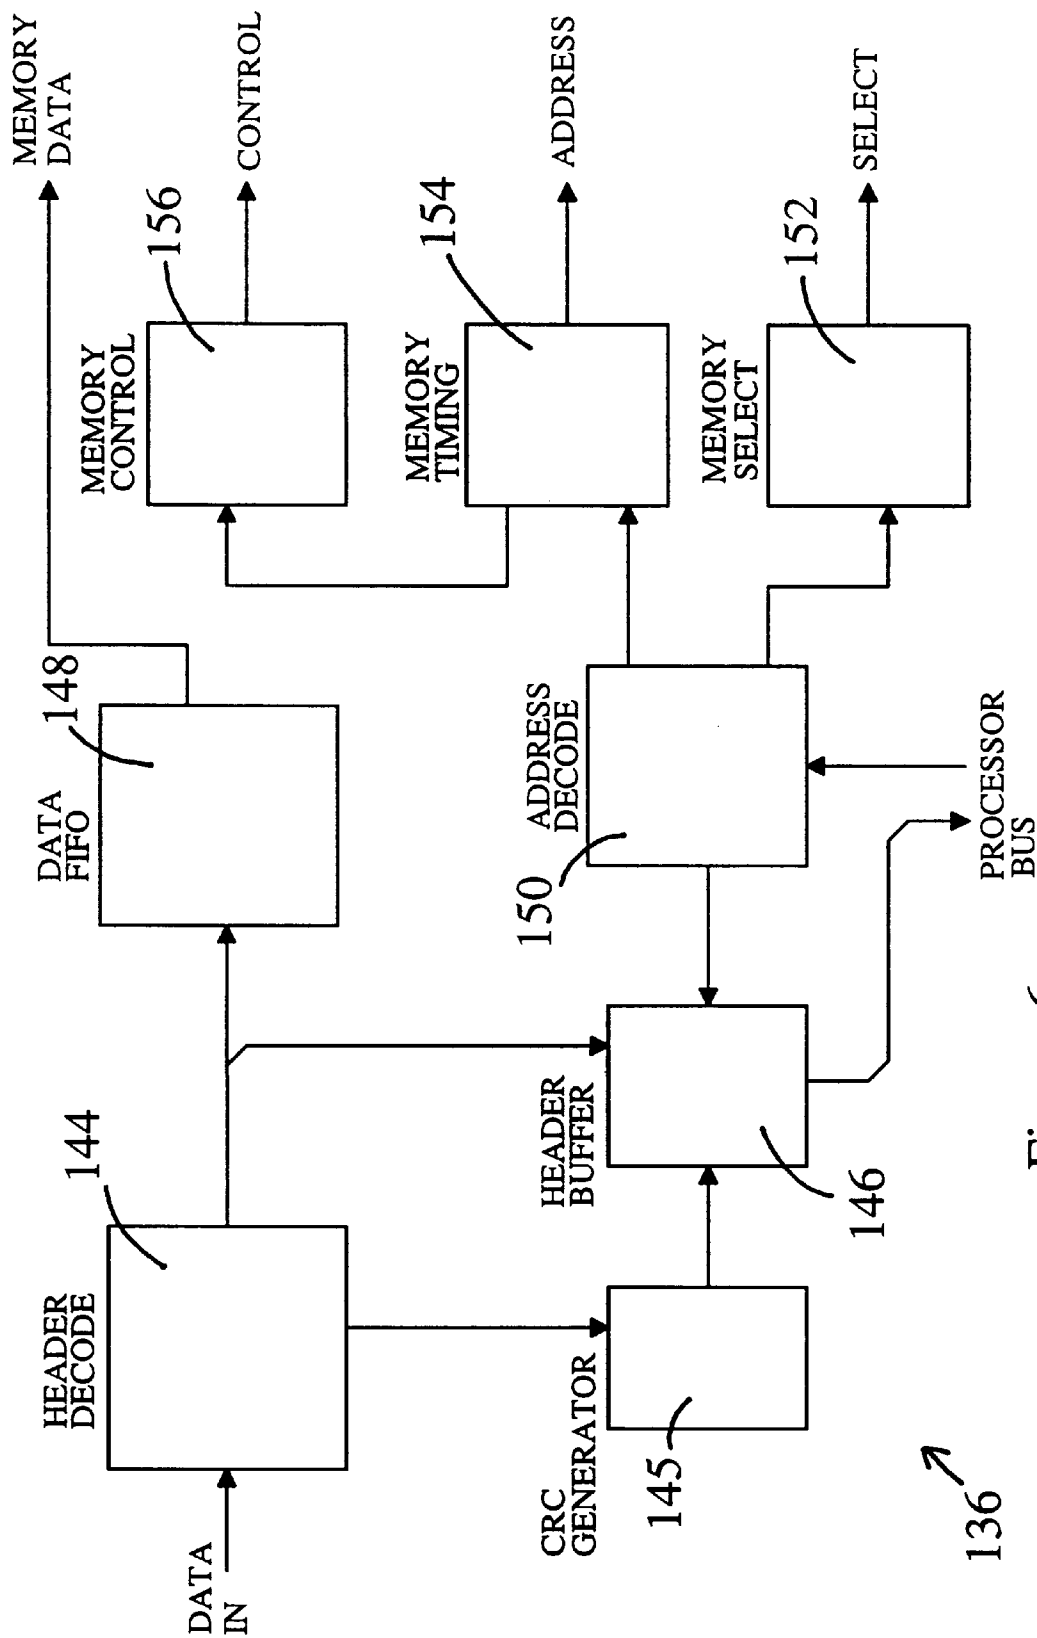 MEMORY
DATA
CONTROL
ADDRESS
SELECT
156
154
152
MEMORY
CONTROL
MEMORY
TIMING
MEMORY
SELECT
148
DATA
FIFO
ADDRESS
DECODE
150
PROCESSOR
BUS
144
HEADER
DECODE
HEADER
BUFFER
146
CRC
GENERATOR
145
DATA
IN
136